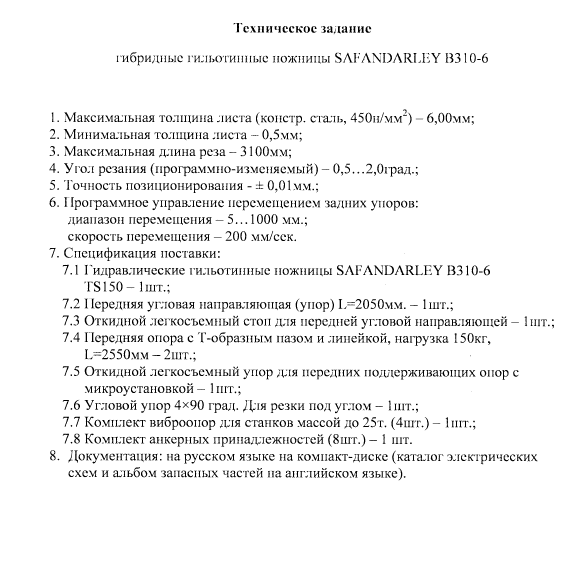 Техническое задание
гибридные гильотинные ножницы SAFANDARLEY B310-6
1. Максимальная толщина листа (констр. сталь, 450н/мм²) – 6,00мм;
2. Минимальная толщина листа – 0,5мм;
3. Максимальная длина реза – 3100мм;
4. Угол резания (программно-изменяемый) – 0,5…2,0град.;
5. Точность позиционирования - ± 0,01мм.;
6. Программное управление перемещением задних упоров:
диапазон перемещения – 5…1000 мм.;
скорость перемещения – 200 мм/сек.
7. Спецификация поставки:
7.1 Гидравлические гильотинные ножницы SAFANDARLEY B310-6
TS150 – 1шт.;
7.2 Передняя угловая направляющая (упор) L=2050мм. – 1шт.;
7.3 Откидной легкосъемный стоп для передней угловой направляющей – 1шт.;
7.4 Передняя опора с Т-образным пазом и линейкой, нагрузка 150кг,
L=2550мм – 2шт.;
7.5 Откидной легкосъемный упор для передних поддерживающих опор с
микроустановкой – 1шт.;
7.6 Угловой упор 4×90 град. Для резки под углом – 1шт.;
7.7 Комплект виброопор для станков массой до 25т. (4шт.) – 1шт.;
7.8 Комплект анкерных принадлежностей (8шт.) – 1 шт.
8. Документация: на русском языке на компакт-диске (каталог электрических
схем и альбом запасных частей на английском языке).